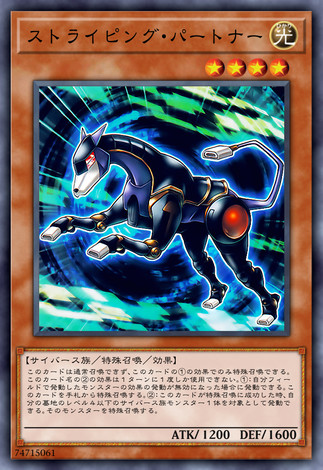 ストライピング・パートナー
光
【サイバース族／特殊召喚／効果】
このカードは通常召喚できず、このカードの①の効果でのみ特殊召喚できる。
このカード名の②の効果は１ターンに１度しか使用できない。①：自分フィー
ルドで発動したモンスターの効果の発動が無効になった場合に発動できる。こ
のカードを手札から特殊召喚する。②：このカードが特殊召喚に成功した時、自
分の墓地のレベル４以下のサイバース族モンスター１体を対象として発動で
きる。そのモンスターを特殊召喚する。
ATK/1200 DEF/1600
74715061